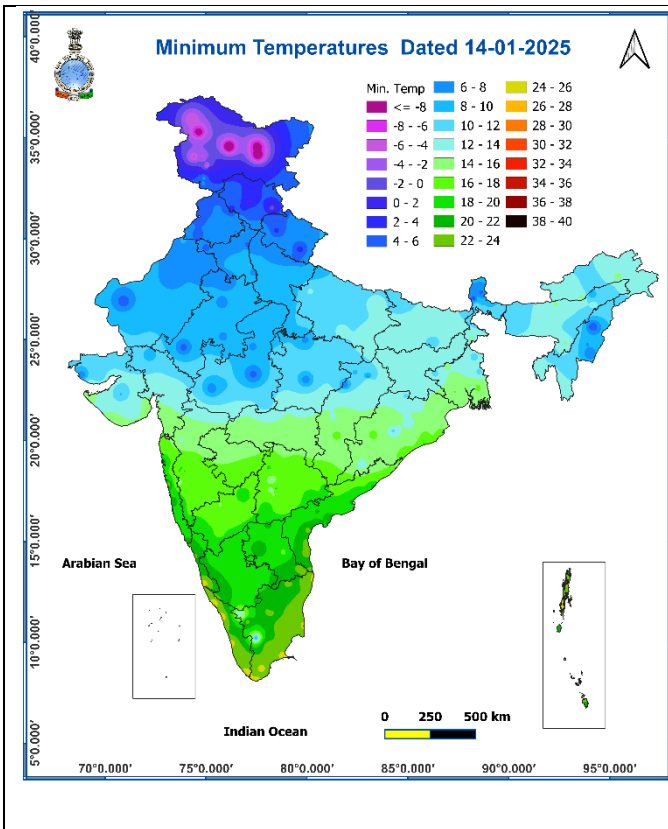 Minimum Temperatures Dated 14-01-2025
Min. Temp
<= -8
-8 - -6
-6 - -4
-4 - -2
-2 - 0
0 - 2
2 - 4
4 - 6
6 - 8
8 - 10
10 - 12
12 - 14
14 - 16
16 - 18
18 - 20
20 - 22
22 - 24
24 - 26
26 - 28
28 - 30
30 - 32
32 - 34
34 - 36
36 - 38
38 - 40
40°0.000'
35°0.000'
30°0.000'
25°0.000'
20°0.000'
15°0.000'
10°0.000'
5°0.000'
Arabian Sea
Bay of Bengal
Indian Ocean
0 250 500 km
70°0.000' 75°0.000' 80°0.000' 85°0.000' 90°0.000' 95°0.000'